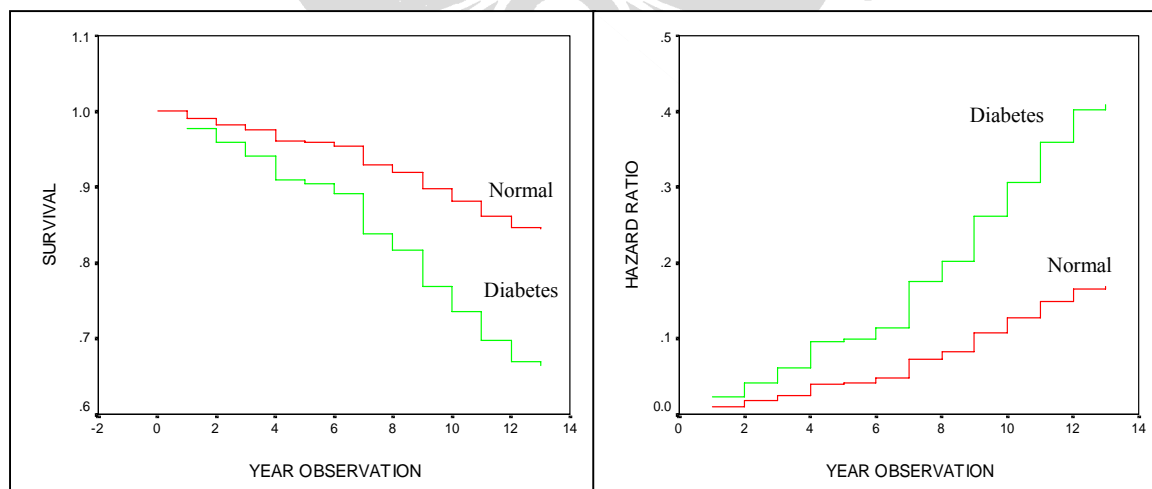 1.1
1.0
.9
.8
.7
.6
SURVIVAL
Normal
Diabetes
-2 0 2 4 6 8 10 12 14
YEAR OBSERVATION
.5
.4
.3
.2
.1
0.0
HAZARD RATIO
Diabetes
Normal
0 2 4 6 8 10 12 14
YEAR OBSERVATION